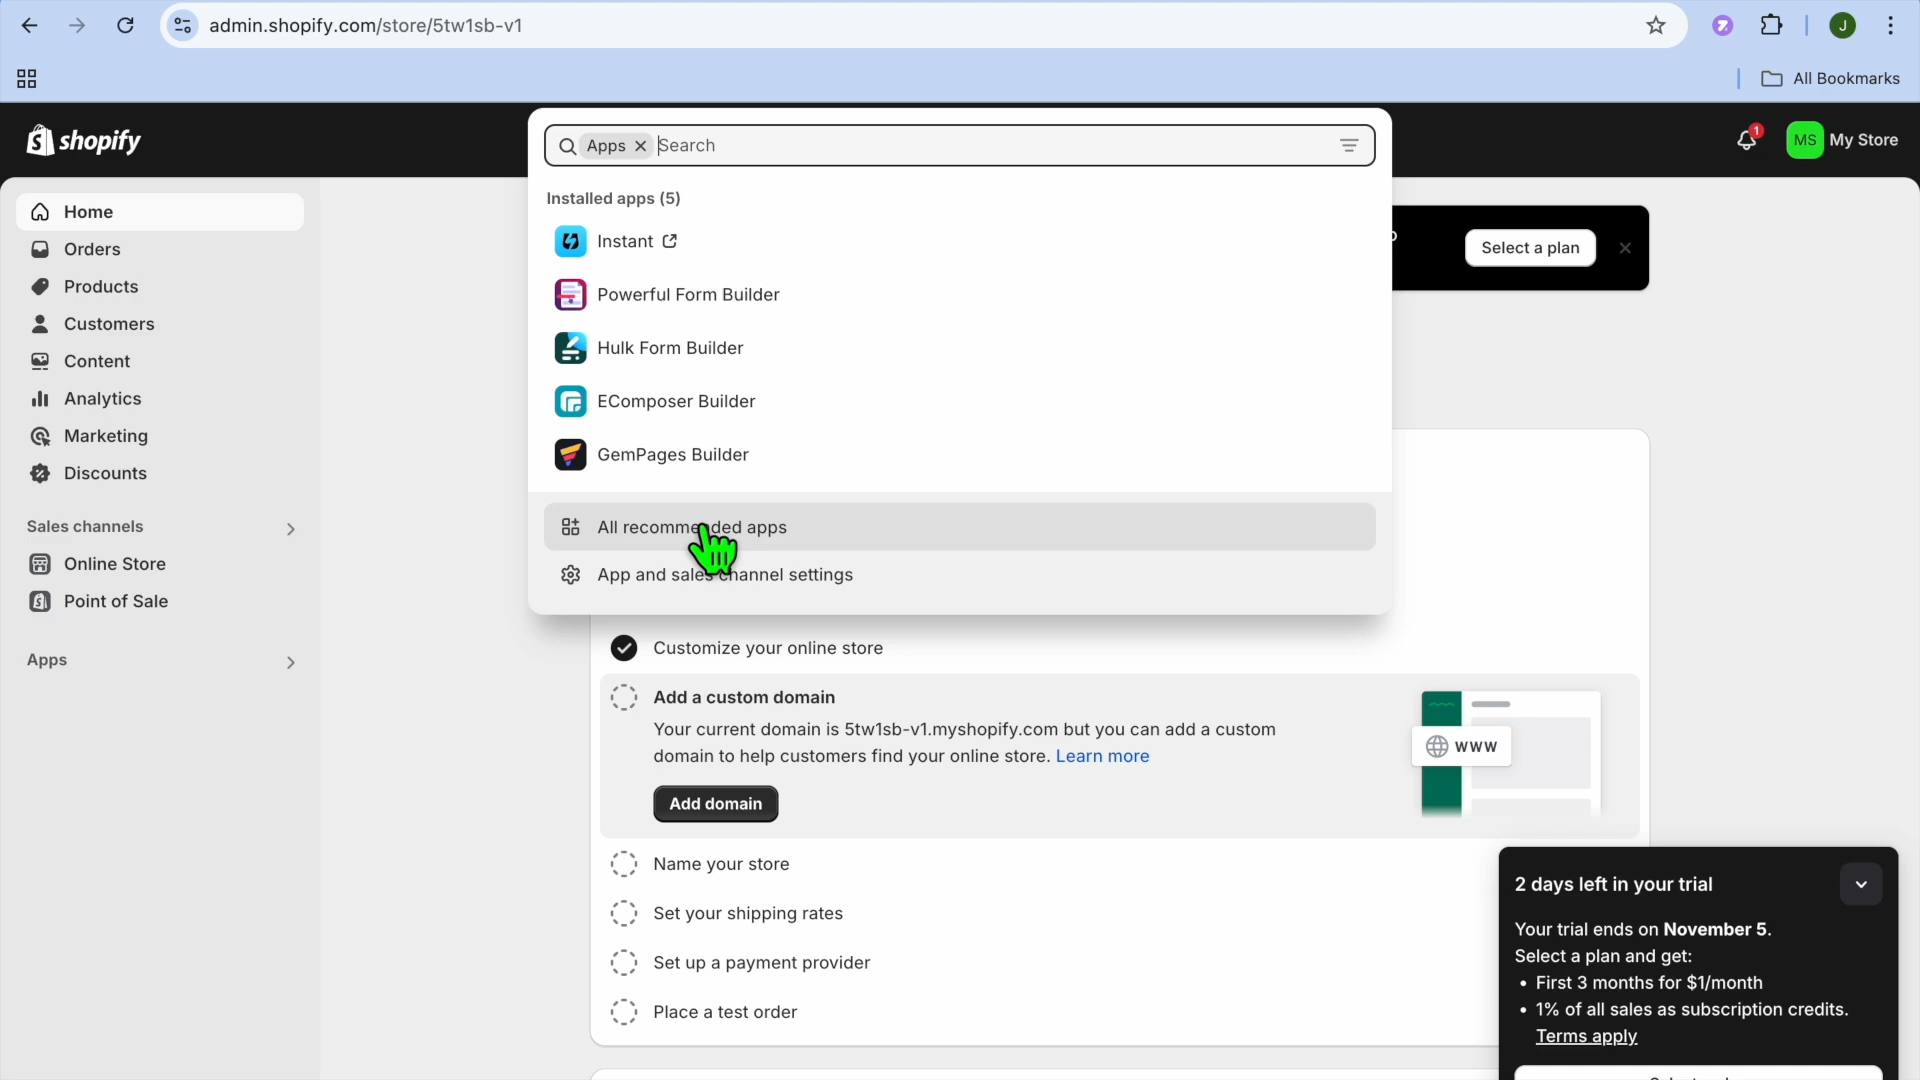 admin.shopify.com/store/5tw1sb-v1
J
All Bookmarks
shopify
Apps
Search
1
MS My Store
Installed apps (5)
Instant
Powerful Form Builder
Hulk Form Builder
EComposer Builder
GemPages Builder
All recommended apps
App and sales channel settings
Home
Orders
Products
Customers
Content
Analytics
Marketing
Discounts
Sales channels
Online Store
Point of Sale
Apps
Select a plan
Customize your online store
Add a custom domain
Your current domain is 5tw1sb-v1.myshopify.com but you can add a custom
domain to help customers find your online store. Learn more
Add domain
www
Name your store
Set your shipping rates
Set up a payment provider
Place a test order
2 days left in your trial
Your trial ends on November 5.
Select a plan and get:
• First 3 months for $1/month
• 1% of all sales as subscription credits.
Terms apply